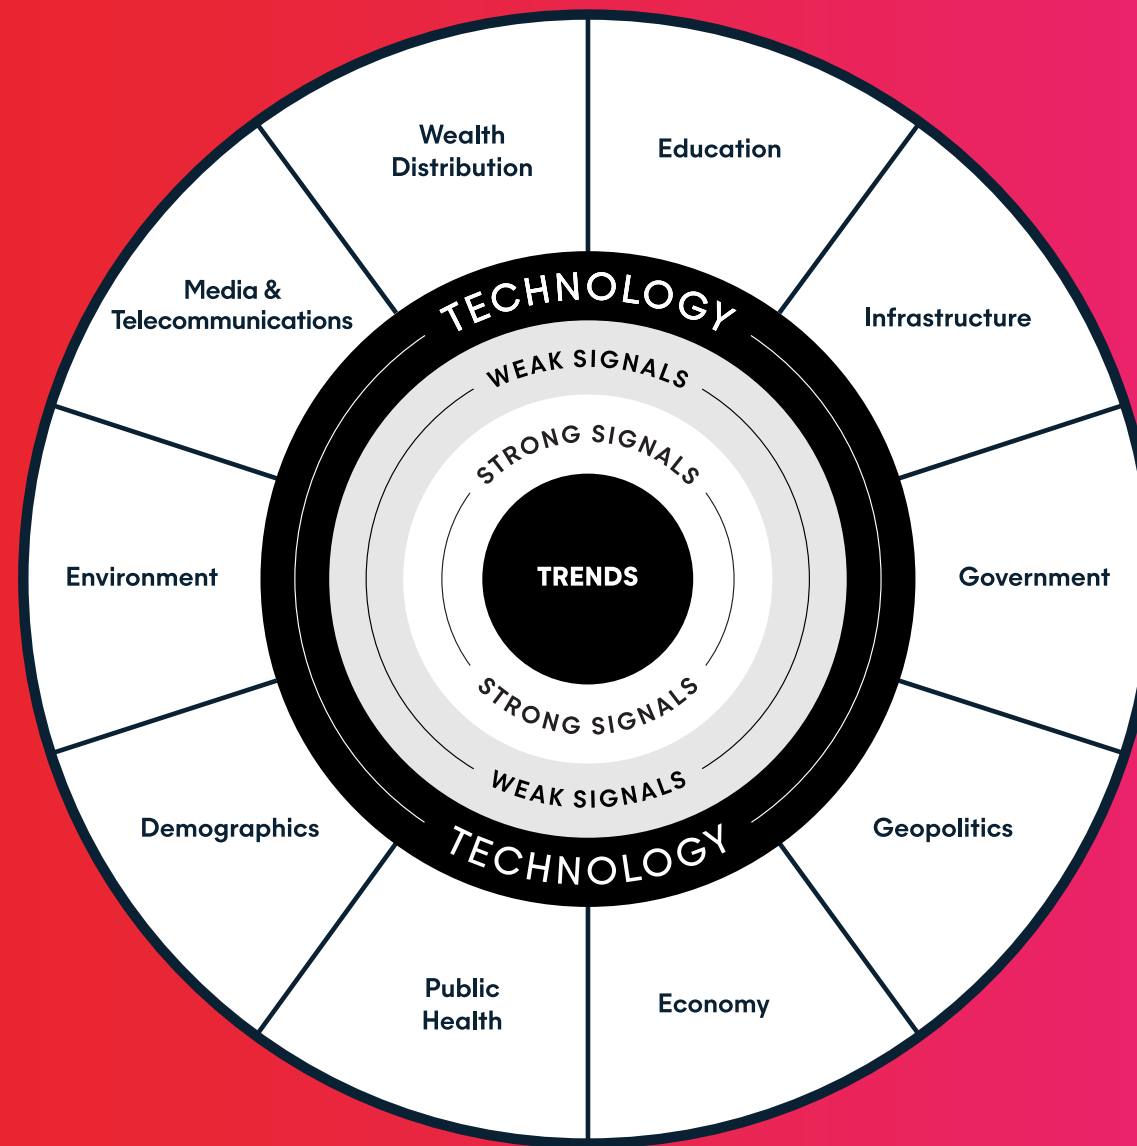 Wealth
Distribution
Education
Media &
Telecommunications
Infrastructure
TECHNOLOGY
WEAK SIGNALS
STRONG SIGNALS
Environment
TRENDS
Government
STRONG SIGNALS
WEAK SIGNALS
TECHNOLOGY
Demographics
Geopolitics
Public
Health
Economy